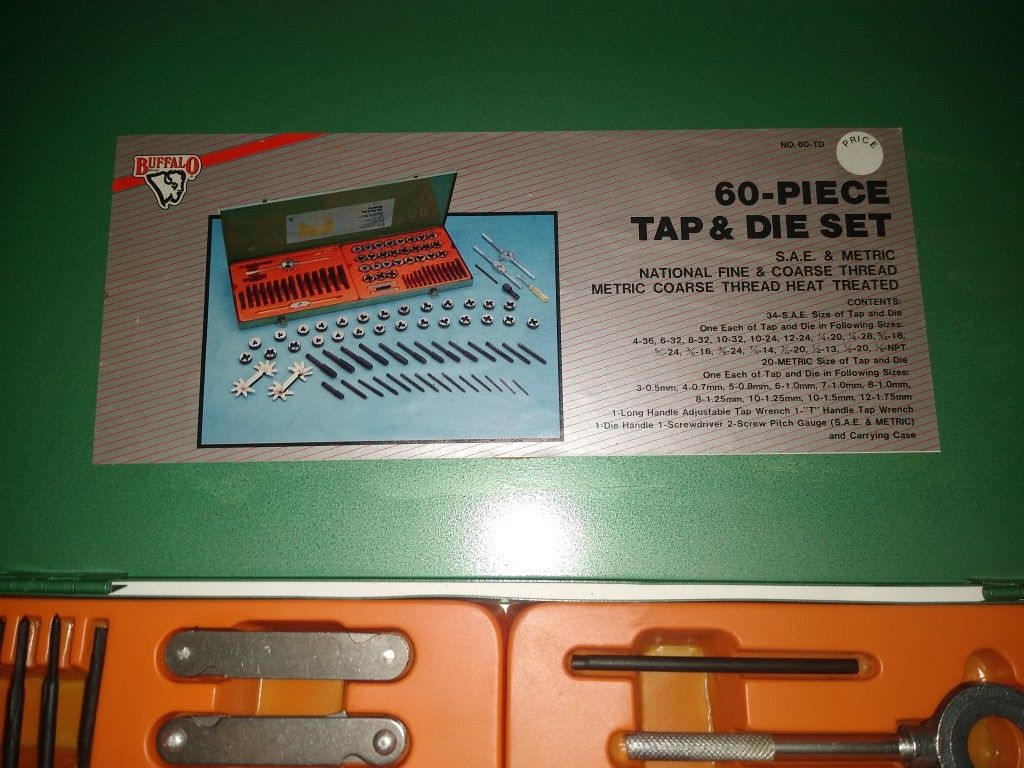 BUFFALO
NO. 60-TD
PRICE
60-PIECE
TAP & DIE SET
S.A.E. & METRIC
NATIONAL FINE & COARSE THREAD
METRIC COARSE THREAD HEAT TREATED
CONTENTS:
34-S.A.E. Size of Tap and Die
One Each of Tap and Die in Following Sizes:
4-36, 6-32, 8-32, 10-32, 10-24, 12-24, ¼-20, ¼-28, 5/16-18,
5/16-24, 3/8-16, 3/8-24, 7/16-14, 7/16-20, ½-13, ½-20, 1/8-NPT
20-METRIC Size of Tap and Die
One Each of Tap and Die in Following Sizes:
3-0.5mm, 4-0.7mm, 5-0.8mm, 6-1.0mm, 7-1.0mm, 8-1.0mm,
8-1.25mm, 10-1.25mm, 10-1.5mm, 12-1.75mm
1-Long Handle Adjustable Tap Wrench 1-"T" Handle Tap Wrench
1-Die Handle 1-Screwdriver 2-Screw Pitch Gauge (S.A.E. & METRIC)
and Carrying Case